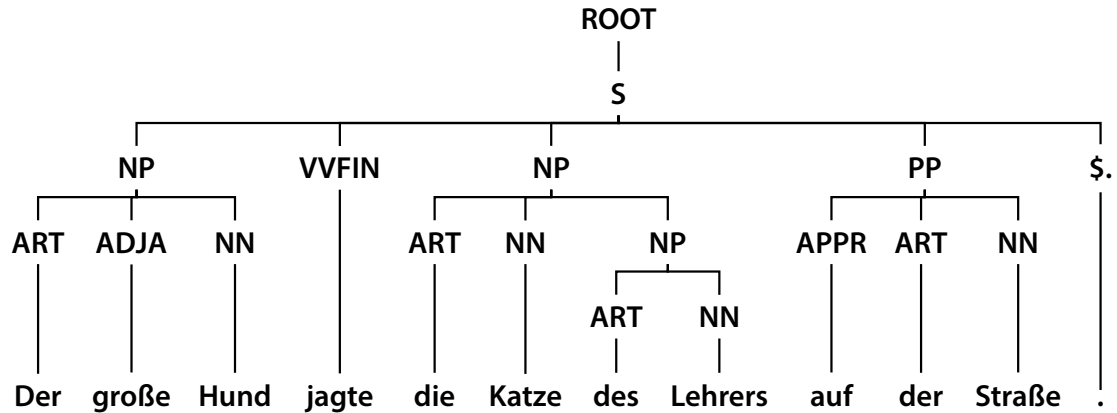 ROOT
S
NP VVFIN NP PP $.
ART ADJA NN ART NN NP APPR ART NN
ART NN
Der große Hund jagte die Katze des Lehrers auf der Straße .